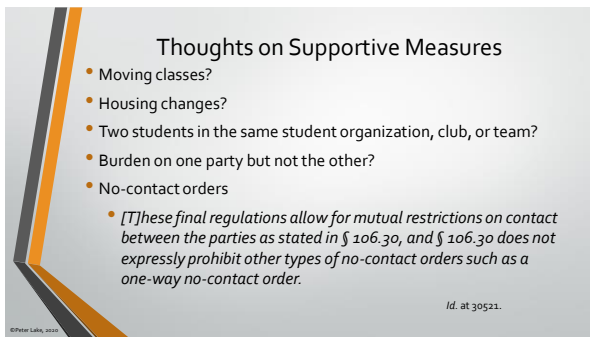 Thoughts on Supportive Measures
• Moving classes?
• Housing changes?
• Two students in the same student organization, club, or team?
• Burden on one party but not the other?
• No-contact orders
• [T]hese final regulations allow for mutual restrictions on contact
between the parties as stated in § 106.30, and § 106.30 does not
expressly prohibit other types of no-contact orders such as a
one-way no-contact order.
Id. at 30521.
©Peter Lake, 2020